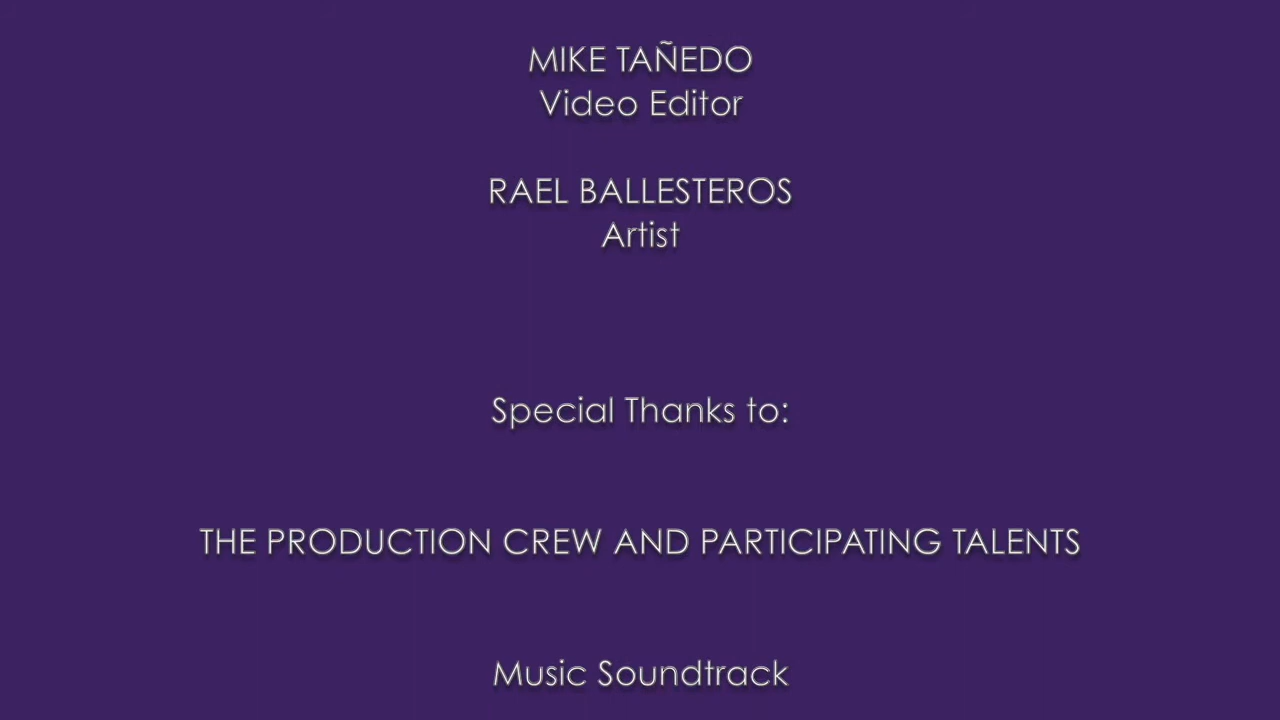 MIKE TAÑEDO
Video Editor
RAEL BALLESTEROS
Artist
Special Thanks to:
THE PRODUCTION CREW AND PARTICIPATING TALENTS
Music Soundtrack